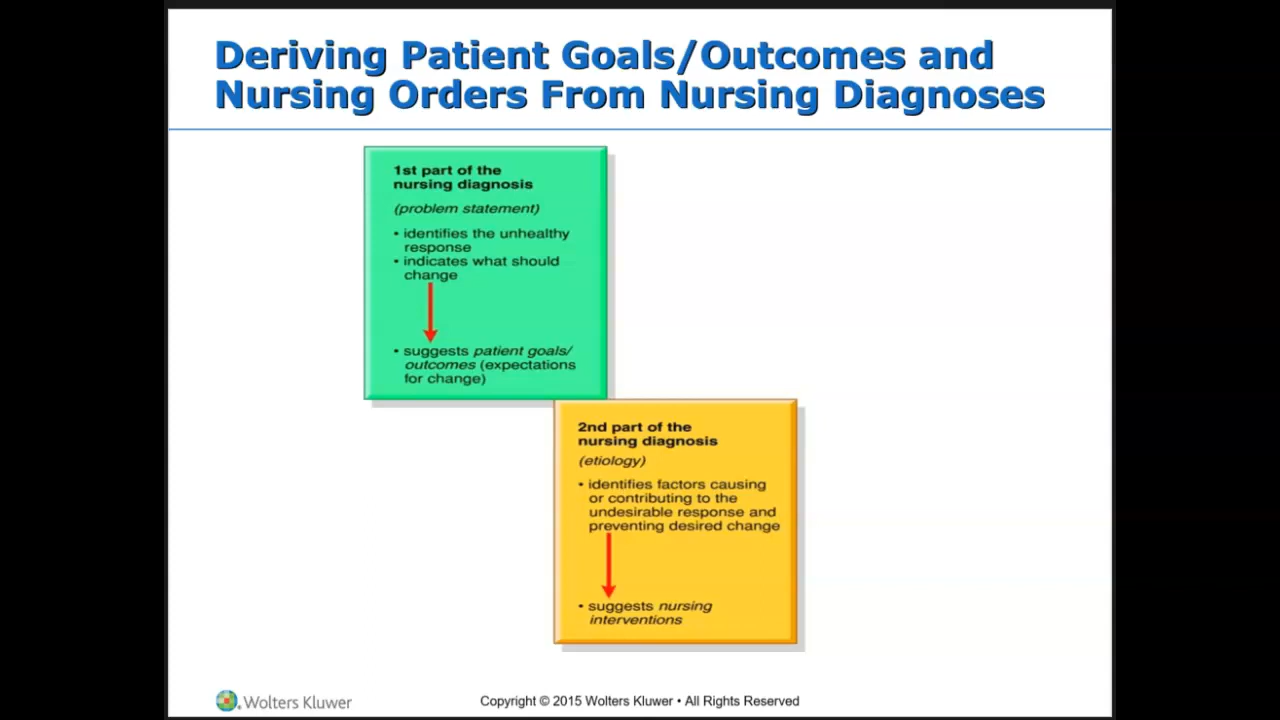 Deriving Patient Goals/Outcomes and
Nursing Orders From Nursing Diagnoses
1st part of the
nursing diagnosis
(problem statement)
• identifies the unhealthy
response
• indicates what should
change
• suggests patient goals/
outcomes (expectations
for change)
2nd part of the
nursing diagnosis
(etiology)
• identifies factors causing
or contributing to the
undesirable response and
preventing desired change
• suggests nursing
interventions
Wolters Kluwer
Copyright © 2015 Wolters Kluwer • All Rights Reserved